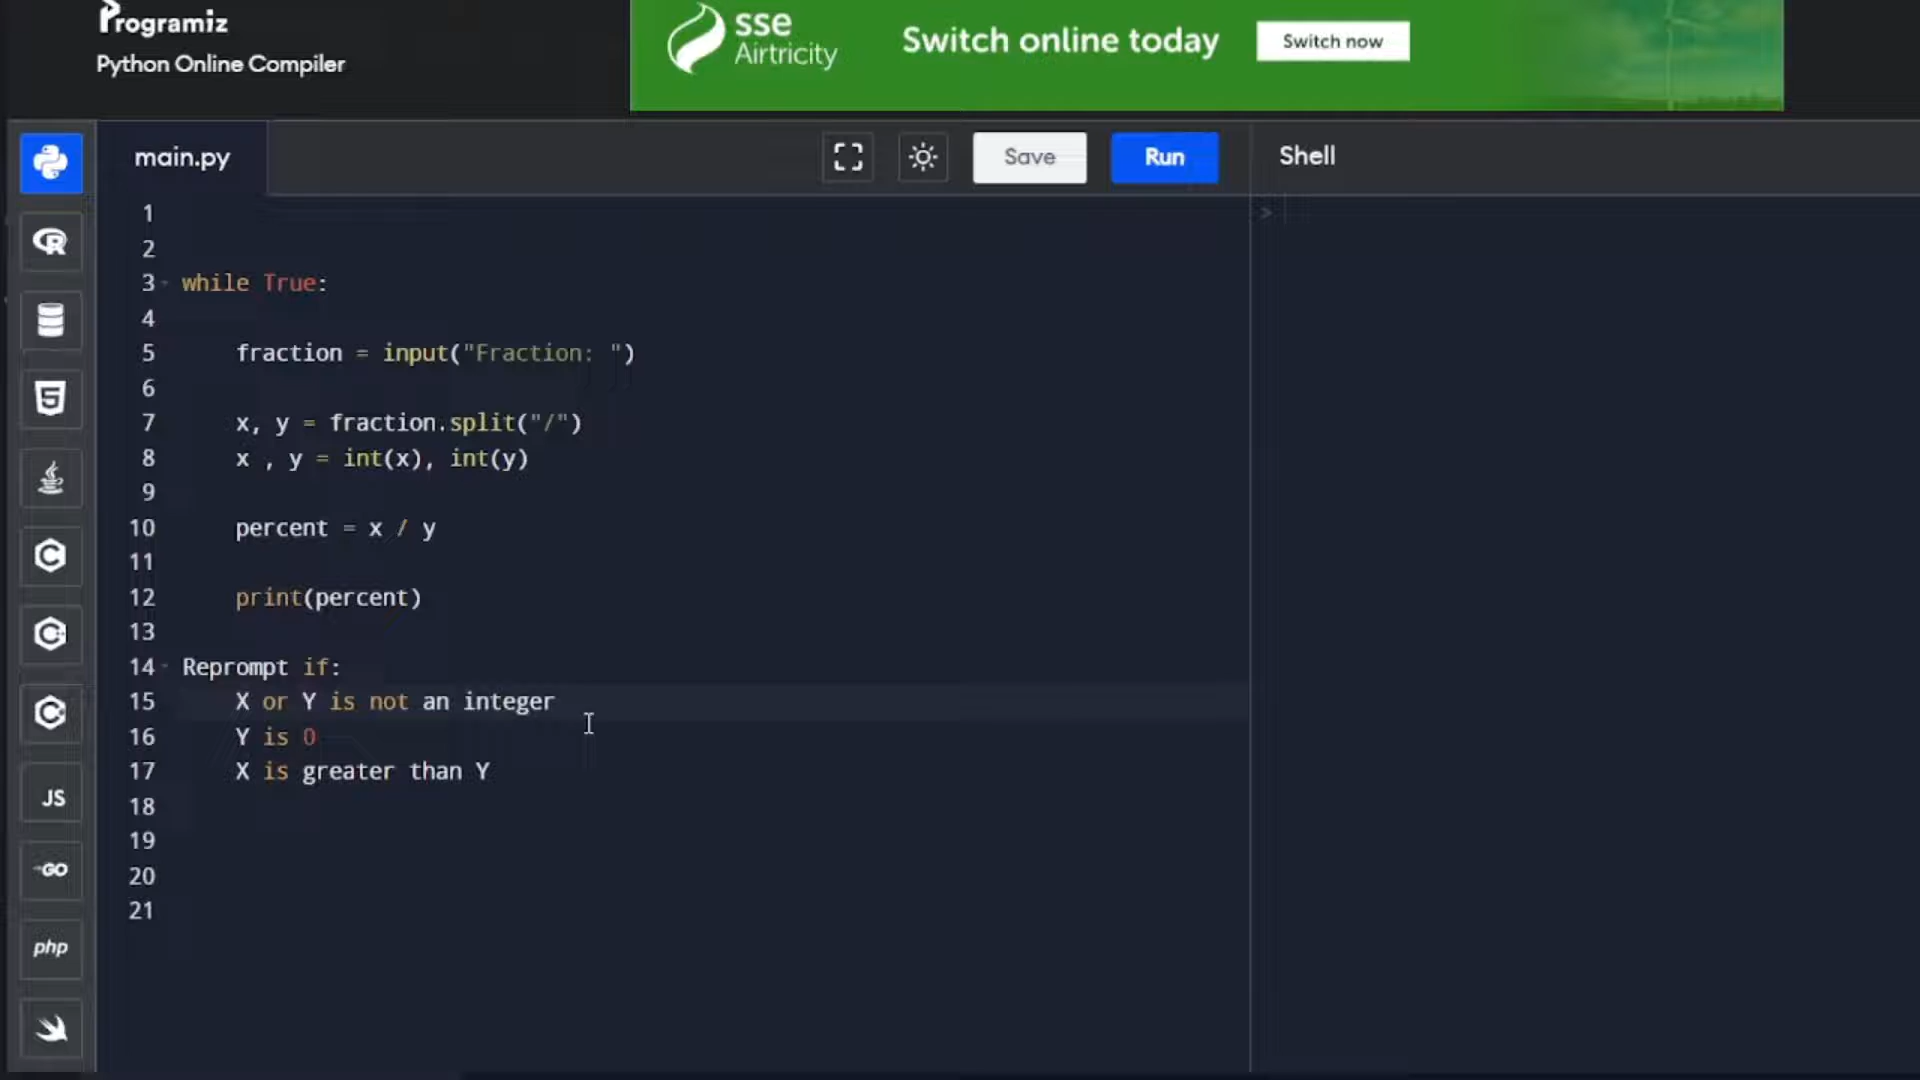 Programiz
Python Online Compiler
sse
Airtricity
Switch online today
Switch now
main.py
Save
Run
Shell
>
1
2
3 while True:
4
5 fraction = input("Fraction: ")
6
7 x, y = fraction.split("/")
8 x , y = int(x), int(y)
9
10 percent = x / y
11
12 print(percent)
13
14 Reprompt if:
15 X or Y is not an integer
16 Y is 0
17 X is greater than Y
18
19
20
21
R
5
C
C
C
JS
GO
php